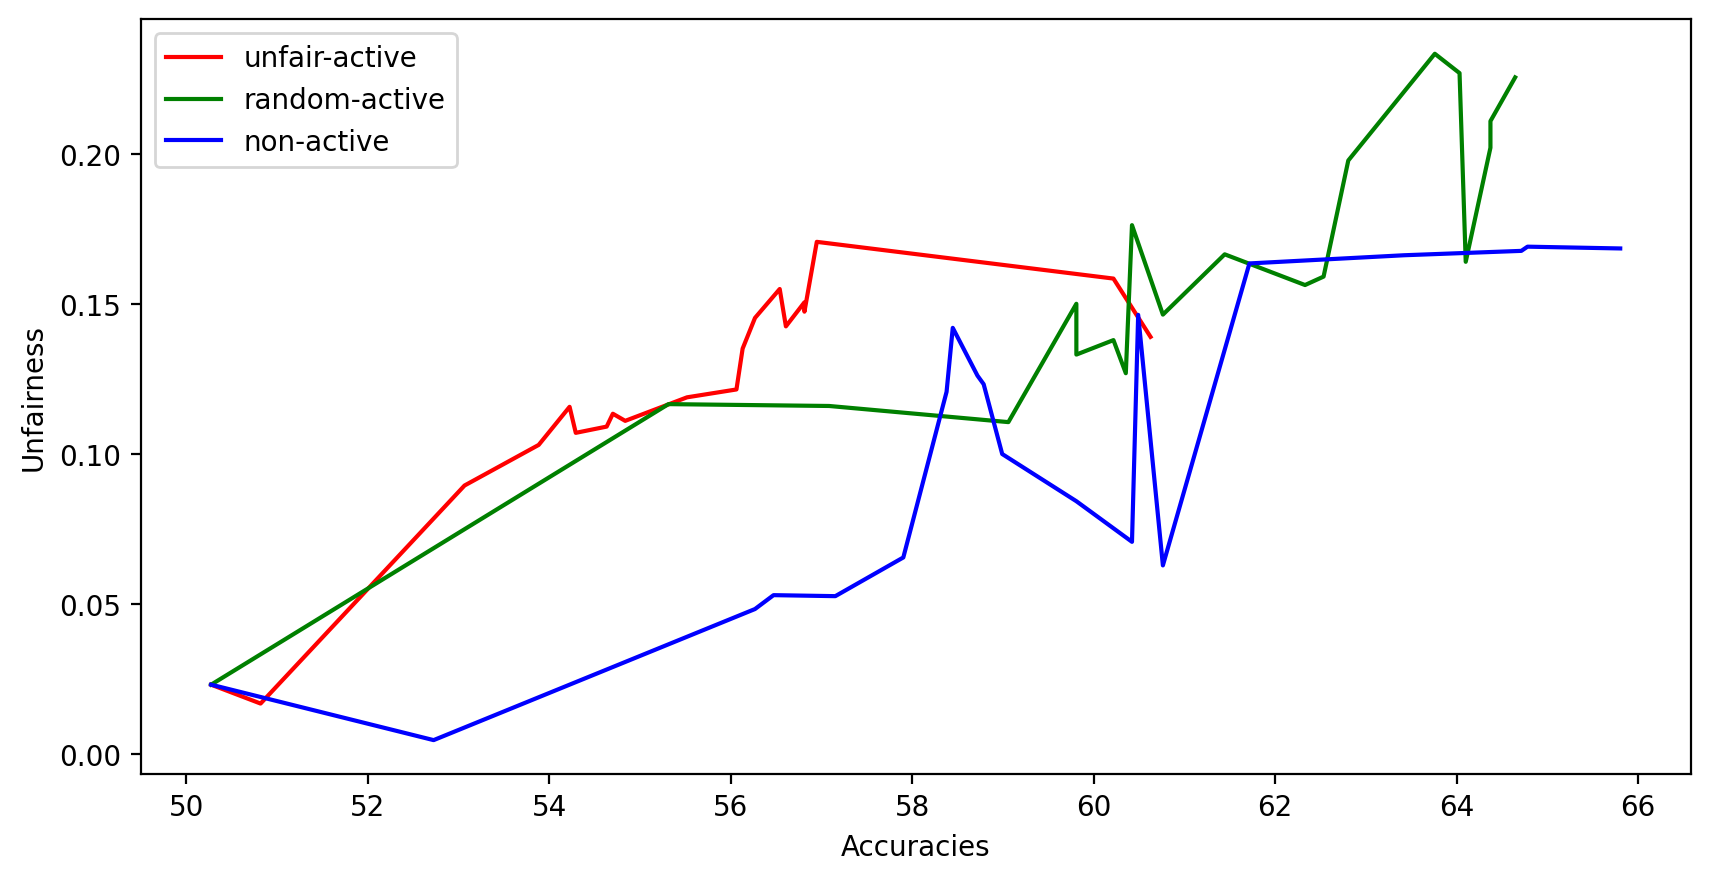 unfair-active
random-active
non-active
0.20
0.15
0.10
0.05
0.00
Unfairness
50 52 54 56 58 60 62 64 66
Accuracies